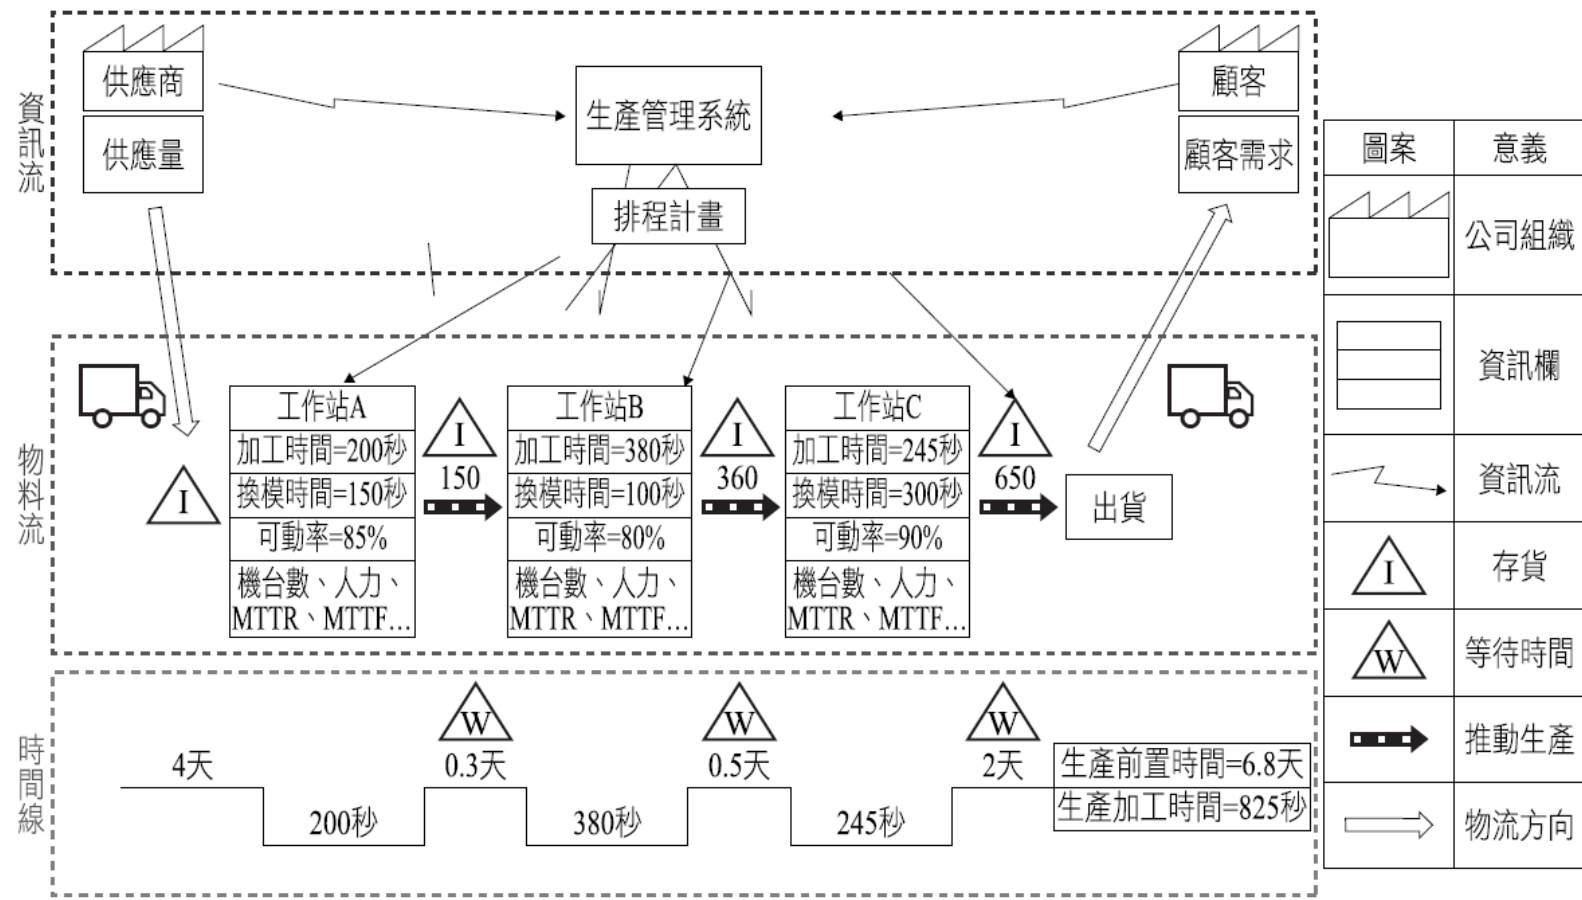 資訊流
供應商
供應量
生產管理系統
排程計畫
顧客
顧客需求
物料流
I
工作站A
加工時間=200秒
換模時間=150秒
可動率=85%
機台數、人力、
MTTR、MTTF...
I
150
工作站B
加工時間=380秒
換模時間=100秒
可動率=80%
機台數、人力、
MTTR、MTTF...
I
360
工作站C
加工時間=245秒
換模時間=300秒
可動率=90%
機台數、人力、
MTTR、MTTF...
I
650
出貨
時間線
4天
200秒
W
0.3天
380秒
W
0.5天
245秒
W
2天
生產前置時間=6.8天
生產加工時間=825秒
圖案 意義
公司組織
資訊欄
資訊流
I 存貨
W 等待時間
推動生產
物流方向